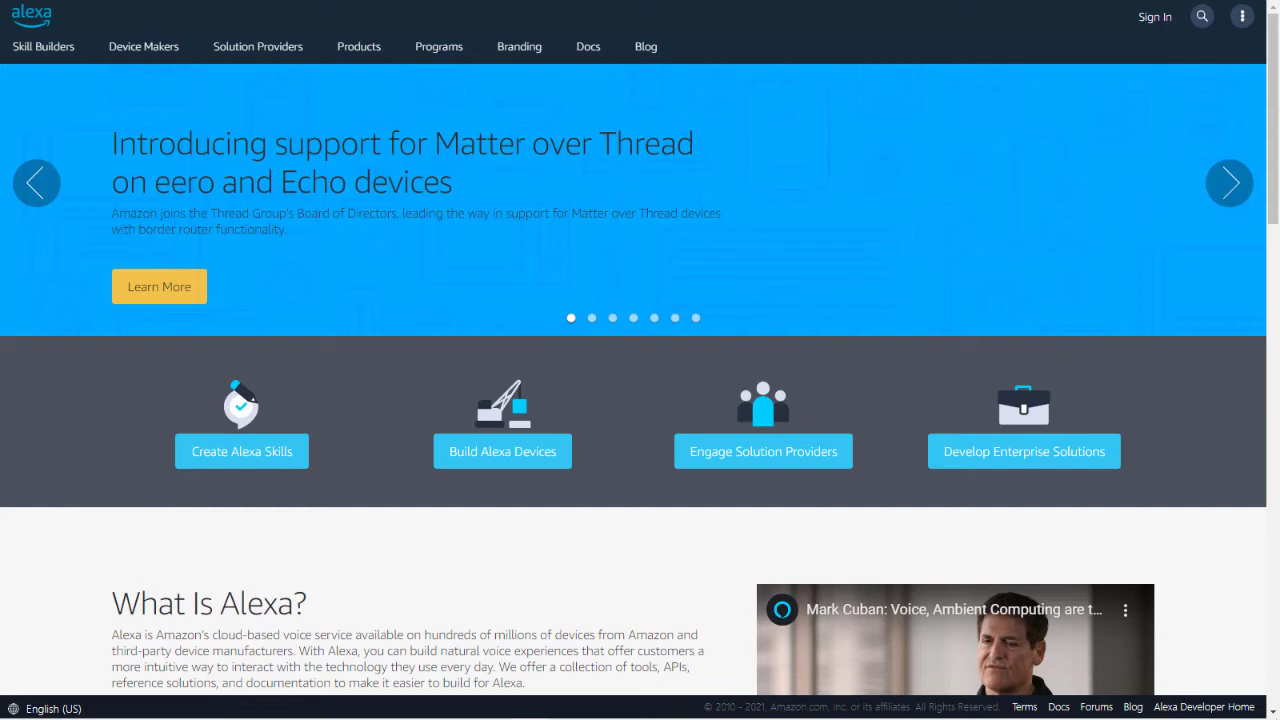 alexa
Sign In
Skill Builders
Device Makers
Solution Providers
Products
Programs
Branding
Docs
Blog
Introducing support for Matter over Thread
on eero and Echo devices
Amazon joins the Thread Group's Board of Directors, leading the way in support for Matter over Thread devices
with border router functionality.
Learn More
Create Alexa Skills
Build Alexa Devices
Engage Solution Providers
Develop Enterprise Solutions
What Is Alexa?
Alexa is Amazon's cloud-based voice service available on hundreds of millions of devices from Amazon and
third-party device manufacturers. With Alexa, you can build natural voice experiences that offer customers a
more intuitive way to interact with the technology they use every day. We offer a collection of tools, APIs,
reference solutions, and documentation to make it easier to build for Alexa.
Mark Cuban: Voice, Ambient Computing are t...
English (US)
© 2010 - 2021, Amazon.com, Inc. or its affiliates. All Rights Reserved.
Terms
Docs
Forums
Blog
Alexa Developer Home